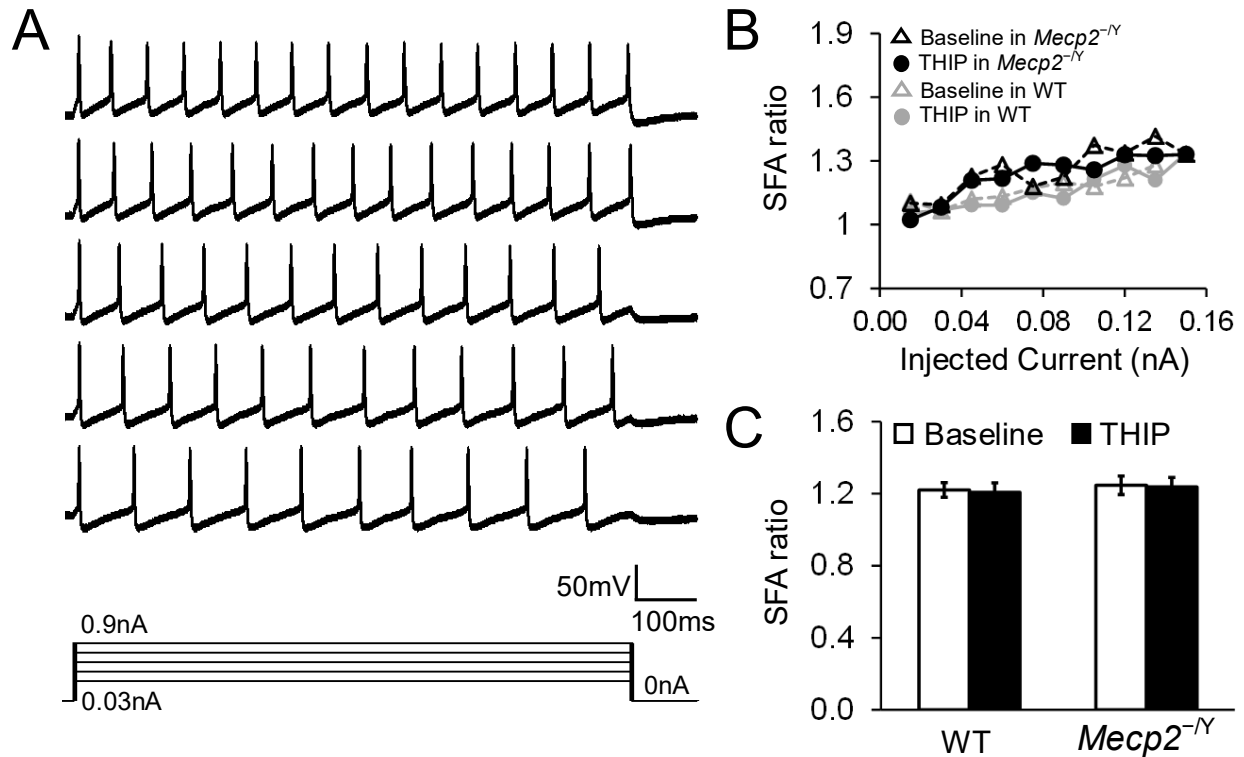 A
50mV
100ms
0.9nA
0nA
0.03nA
B
1.9
1.6
1.3
1
0.7
SFA ratio
Baseline in Mecp2⁻/Y
THIP in Mecp2⁻/Y
Baseline in WT
THIP in WT
0.00 0.04 0.08 0.12 0.16
Injected Current (nA)
C
1.6
1.2
0.8
0.4
0.0
SFA ratio
Baseline THIP
WT Mecp2⁻/Y